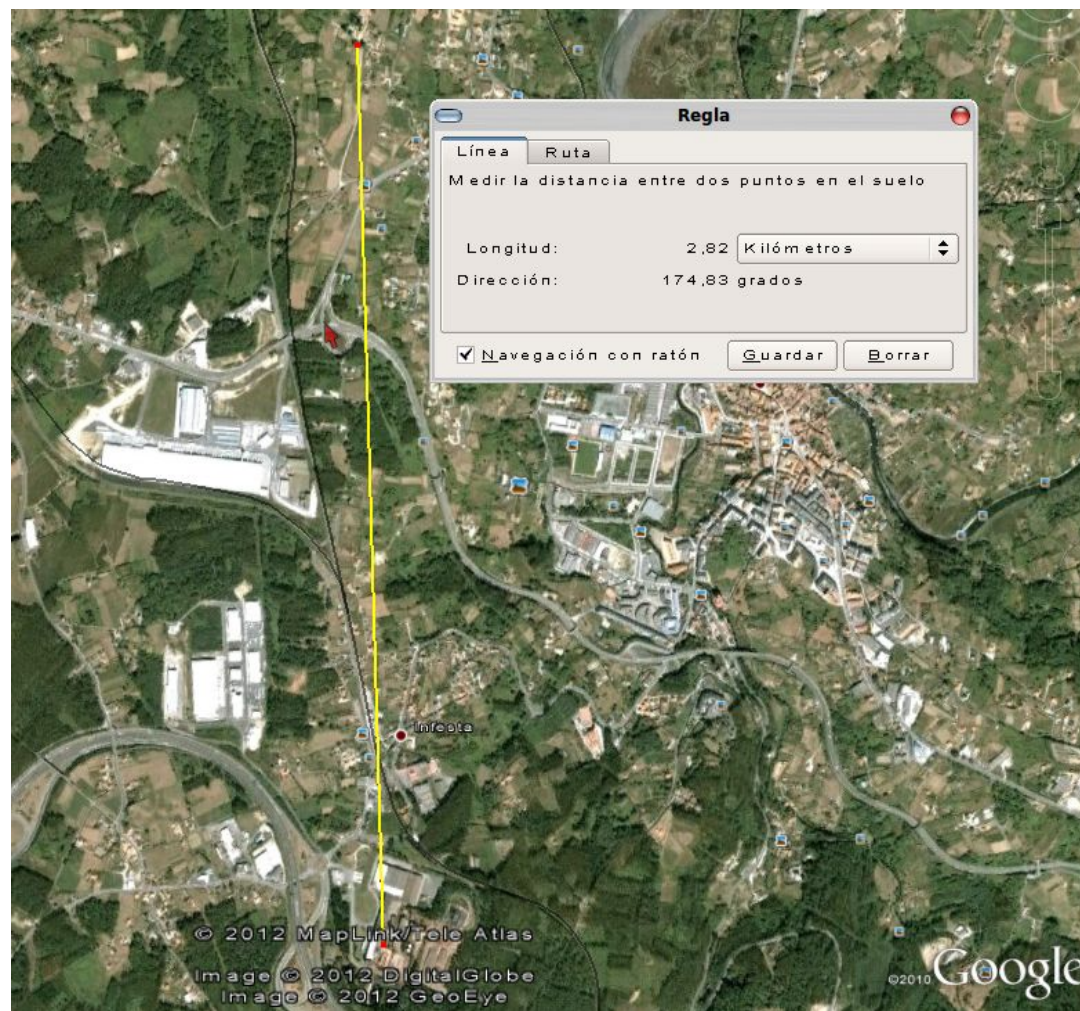 Regla
Línea Ruta
Medir la distancia entre dos puntos en el suelo
Longitud: 2,82 Kilómetros
Dirección: 174,83 grados
Navegación con ratón Guardar Borrar
Infesta
© 2012 MapLink/Tele Atlas
Image © 2012 DigitalGlobe
Image © 2012 GeoEye
©2010 Google